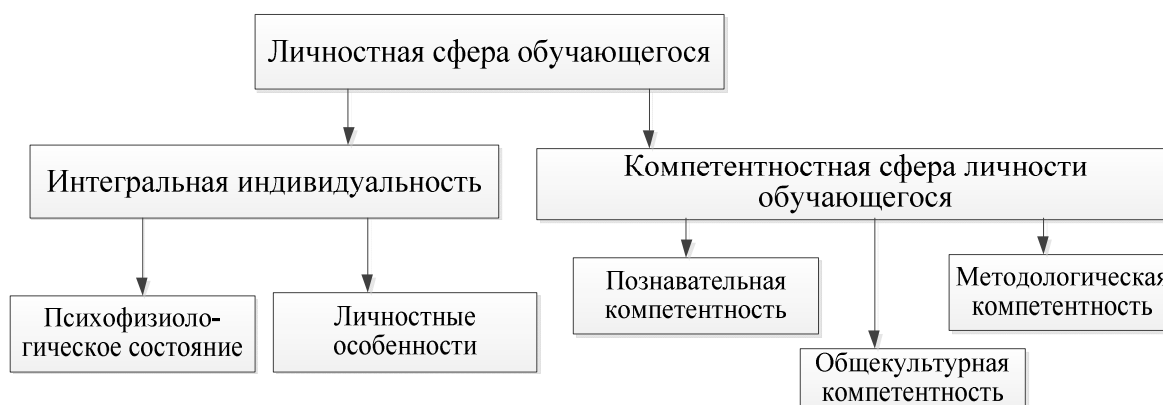 Личностная сфера обучающегося
Интегральная индивидуальность
Компетентностная сфера личности
обучающегося
Психофизиоло-
гическое состояние
Личностные
особенности
Познавательная
компетентность
Общекультурная
компетентность
Методологическая
компетентность